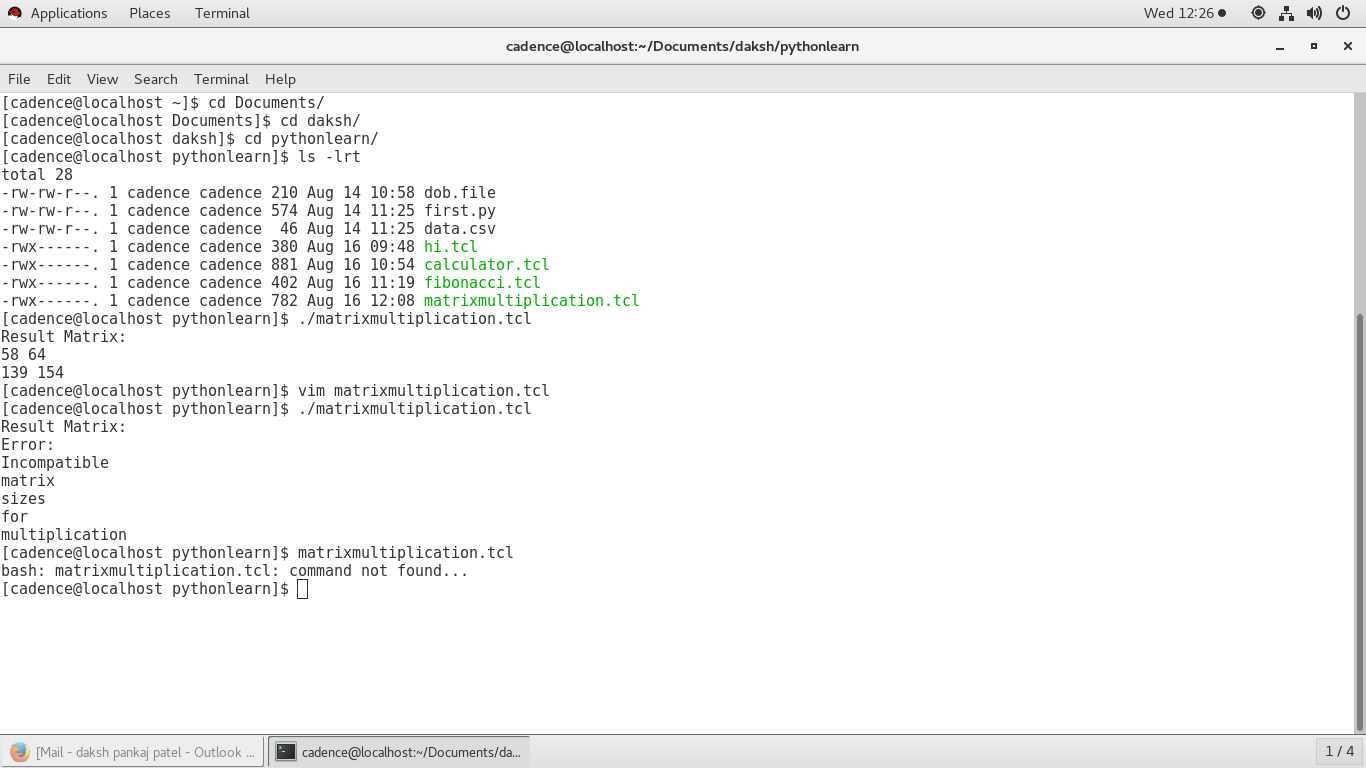 Applications Places Terminal Wed 12:26
cadence@localhost:~/Documents/daksh/pythonlearn
File Edit View Search Terminal Help
[cadence@localhost ~]$ cd Documents/
[cadence@localhost Documents]$ cd daksh/
[cadence@localhost daksh]$ cd pythonlearn/
[cadence@localhost pythonlearn]$ ls -lrt
total 28
-rw-rw-r--. 1 cadence cadence 210 Aug 14 10:58 dob.file
-rw-rw-r--. 1 cadence cadence 574 Aug 14 11:25 first.py
-rw-rw-r--. 1 cadence cadence  46 Aug 14 11:25 data.csv
-rwx------. 1 cadence cadence 380 Aug 16 09:48 hi.tcl
-rwx------. 1 cadence cadence 881 Aug 16 10:54 calculator.tcl
-rwx------. 1 cadence cadence 402 Aug 16 11:19 fibonacci.tcl
-rwx------. 1 cadence cadence 782 Aug 16 12:08 matrixmultiplication.tcl
[cadence@localhost pythonlearn]$ ./matrixmultiplication.tcl
Result Matrix:
58 64
139 154
[cadence@localhost pythonlearn]$ vim matrixmultiplication.tcl
[cadence@localhost pythonlearn]$ ./matrixmultiplication.tcl
Result Matrix:
Error:
Incompatible
matrix
sizes
for
multiplication
[cadence@localhost pythonlearn]$ matrixmultiplication.tcl
bash: matrixmultiplication.tcl: command not found...
[cadence@localhost pythonlearn]$
[Mail - daksh pankaj patel - Outlook ... cadence@localhost:~/Documents/da... 1 / 4